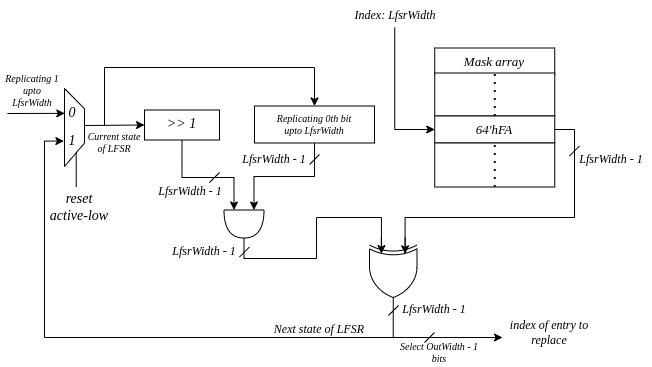 Index: LfsrWidth
Mask array
Replicating 1
upto
LfsrWidth
0
1
Current state
of LFSR
>> 1
Replicating 0th bit
upto LfsrWidth
64'hFA
LfsrWidth - 1
LfsrWidth - 1
LfsrWidth - 1
reset
active-low
LfsrWidth - 1
LfsrWidth - 1
Next state of LFSR
Select OutWidth - 1
bits
index of entry to
replace